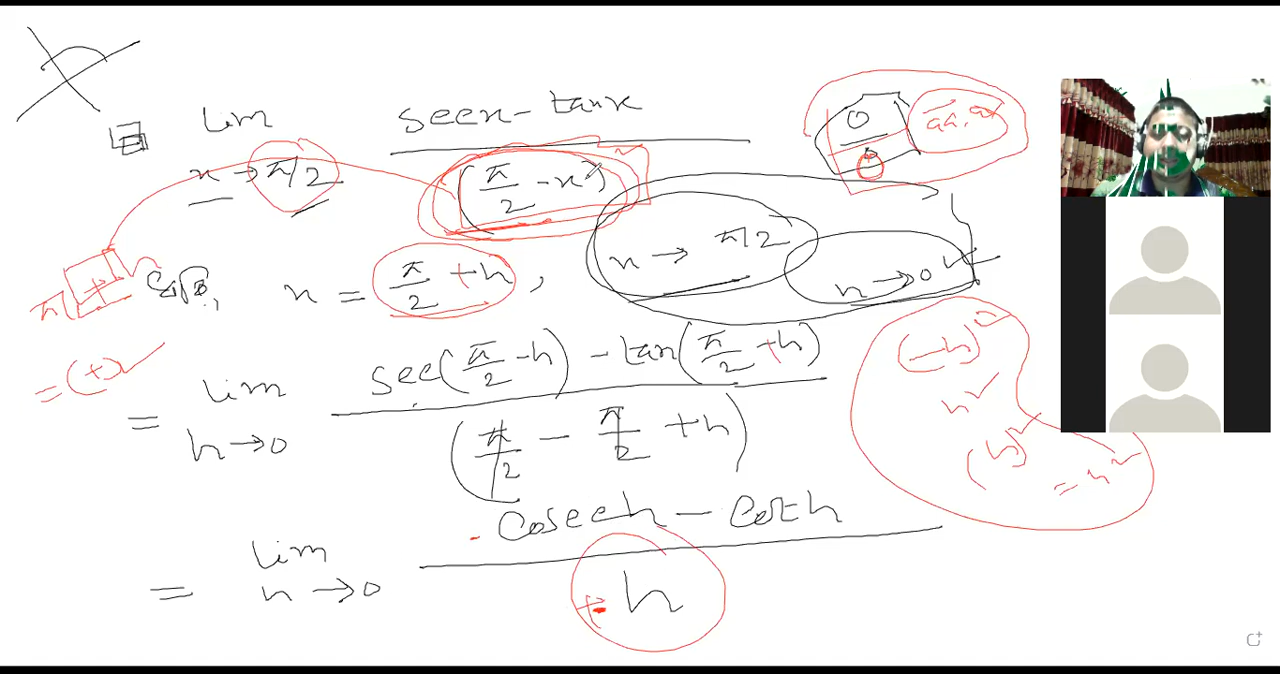 lim secx - tanx
x → π/2 (π/2 - x)
0/0
ধরি, x = π/2 + h, x → π/2 h → 0
π/2 + h
= (+)
(-h)
h
(h)² = h²
= lim h→0 sec(π/2 - h) - tan(π/2 + h)
(π/2 - π/2 + h)
= lim h→0 cosech - coth
+ h